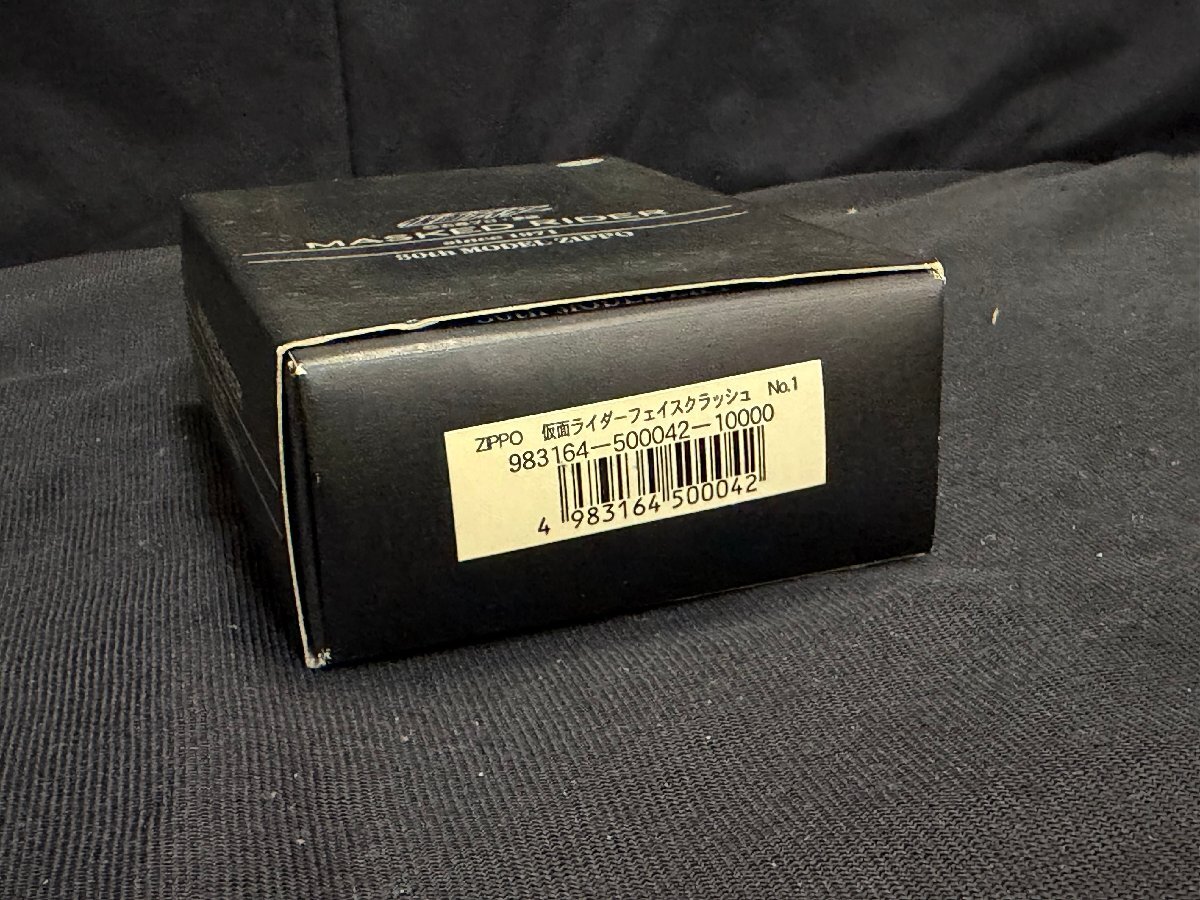 MASKED RIDER
since 1971
30th MODEL ZIPPO
ZIPPO 仮面ライダーフェイスクラッシュ No.1
983164-500042-10000
4 983164 500042